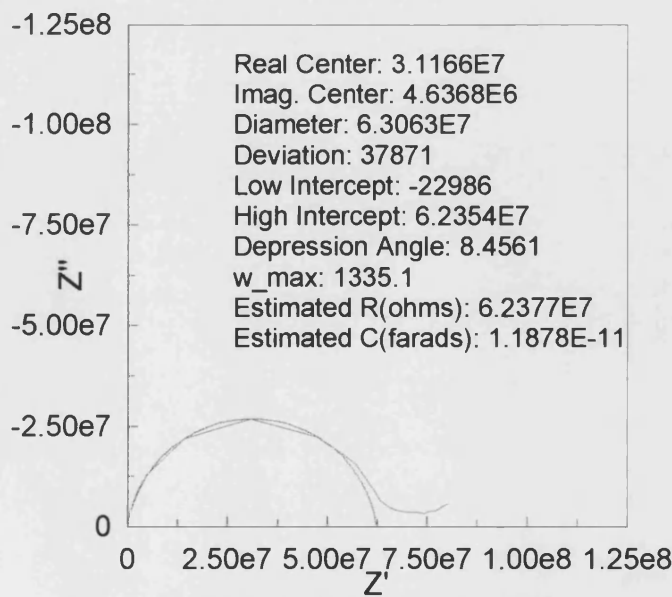 -1.25e8
-1.00e8
-7.50e7
-5.00e7
-2.50e7
0
Z''
Real Center: 3.1166E7
Imag. Center: 4.6368E6
Diameter: 6.3063E7
Deviation: 37871
Low Intercept: -22986
High Intercept: 6.2354E7
Depression Angle: 8.4561
w_max: 1335.1
Estimated R(ohms): 6.2377E7
Estimated C(farads): 1.1878E-11
0 2.50e7 5.00e7 7.50e7 1.00e8 1.25e8
Z'